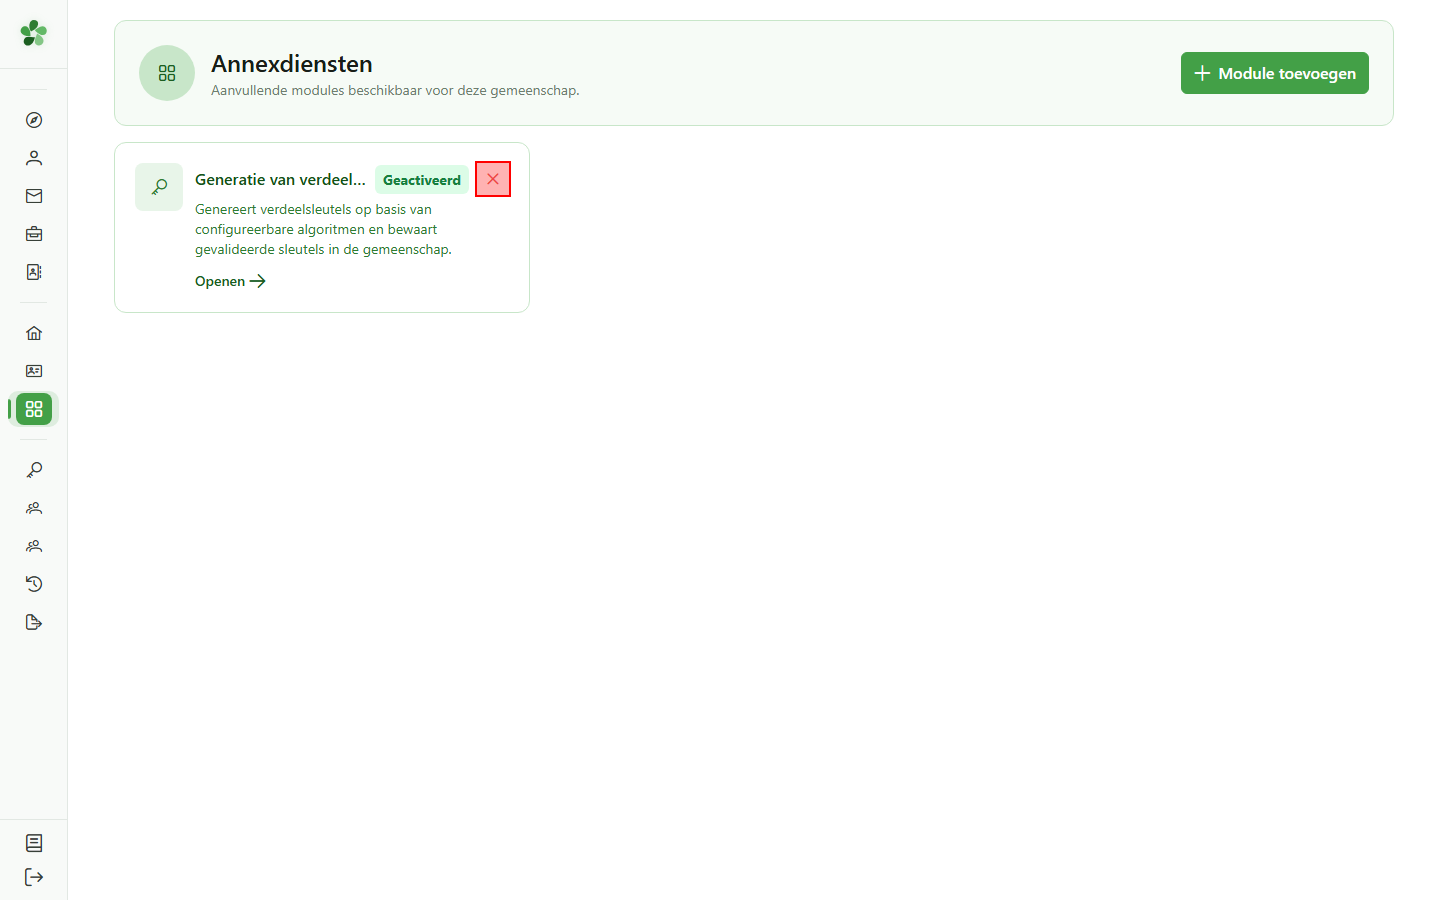 Annexdiensten
Aanvullende modules beschikbaar voor deze gemeenschap.
Module toevoegen
Generatie van verdeel...
Geactiveerd
Genereert verdeelsleutels op basis van
configureerbare algoritmen en bewaart
gevalideerde sleutels in de gemeenschap.
Openen